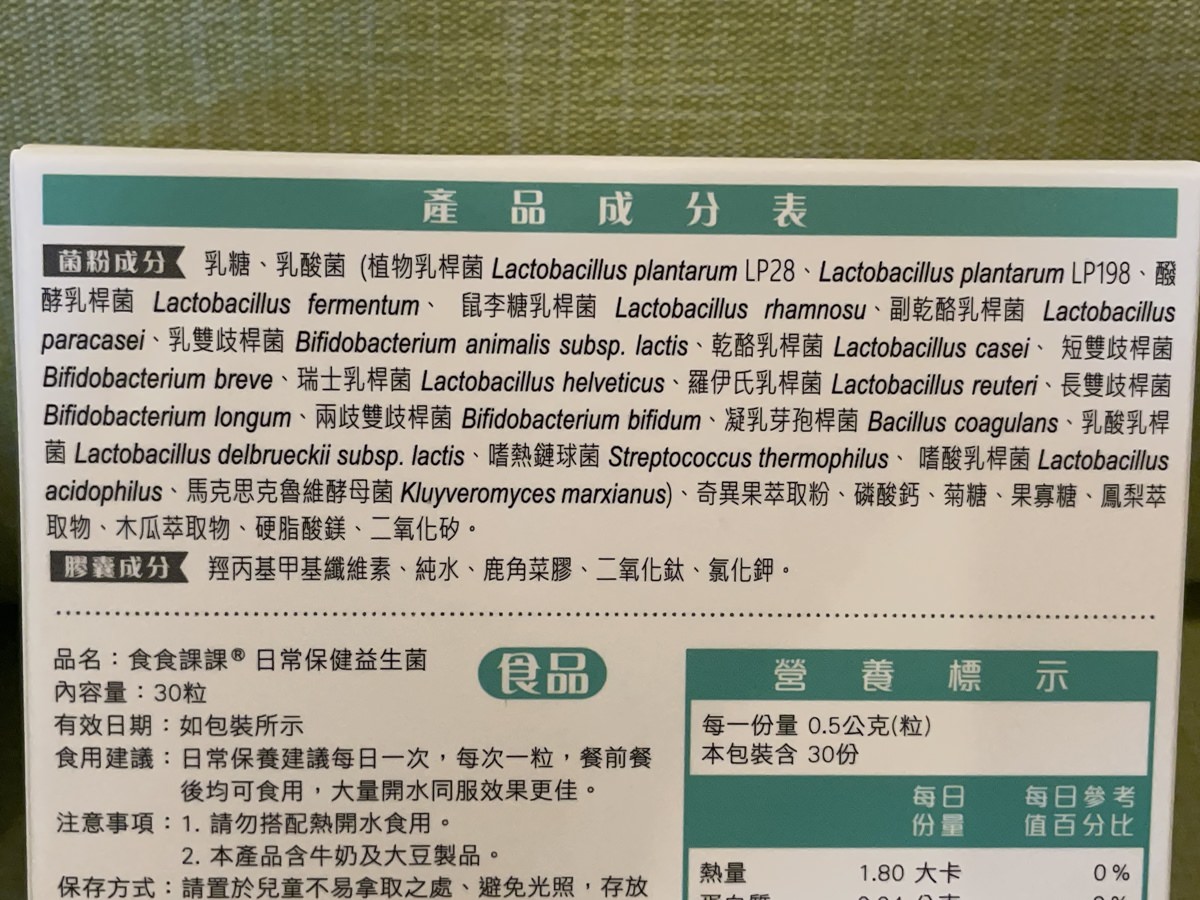 產品成分表
菌粉成分 乳糖、乳酸菌 (植物乳桿菌 Lactobacillus plantarum LP28、Lactobacillus plantarum LP198、醱
酵乳桿菌 Lactobacillus fermentum、 鼠李糖乳桿菌 Lactobacillus rhamnosu、副乾酪乳桿菌 Lactobacillus
paracasei、乳雙歧桿菌 Bifidobacterium animalis subsp. lactis、乾酪乳桿菌 Lactobacillus casei、 短雙歧桿菌
Bifidobacterium breve、瑞士乳桿菌 Lactobacillus helveticus、羅伊氏乳桿菌 Lactobacillus reuteri、長雙歧桿菌
Bifidobacterium longum、兩歧雙歧桿菌 Bifidobacterium bifidum、凝乳芽孢桿菌 Bacillus coagulans、乳酸乳桿
菌 Lactobacillus delbrueckii subsp. lactis、嗜熱鏈球菌 Streptococcus thermophilus、 嗜酸乳桿菌 Lactobacillus
acidophilus、馬克思克魯維酵母菌 Kluyveromyces marxianus)、奇異果萃取粉、磷酸鈣、菊糖、果寡糖、鳳梨萃
取物、木瓜萃取物、硬脂酸鎂、二氧化矽。
膠囊成分 羥丙基甲基纖維素、純水、鹿角菜膠、二氧化鈦、氯化鉀。
品名：食食課課® 日常保健益生菌
食品
內容量：30粒
有效日期：如包裝所示
食用建議：日常保養建議每日一次，每次一粒，餐前餐
後均可食用，大量開水同服效果更佳。
注意事項：1. 請勿搭配熱開水食用。
2. 本產品含牛奶及大豆製品。
保存方式：請置於兒童不易拿取之處、避免光照，存放
營養標示
每一份量 0.5公克(粒)
本包裝含 30份
每日份量 每日參考值百分比
熱量 1.80 大卡 0%